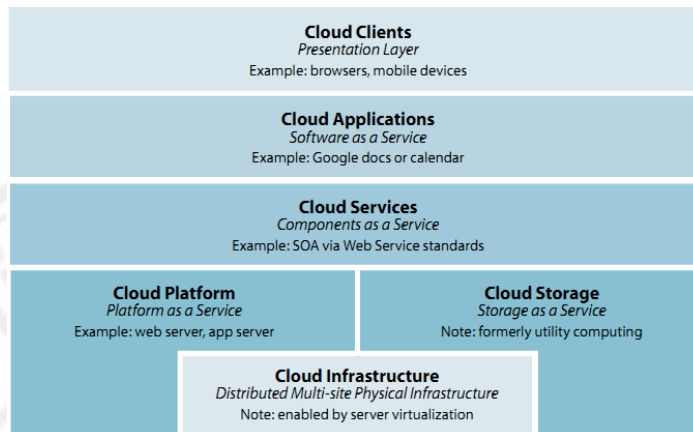 Cloud Clients
Presentation Layer
Example: browsers, mobile devices
Cloud Applications
Software as a Service
Example: Google docs or calendar
Cloud Services
Components as a Service
Example: SOA via Web Service standards
Cloud Platform
Platform as a Service
Example: web server, app server
Cloud Storage
Storage as a Service
Note: formerly utility computing
Cloud Infrastructure
Distributed Multi-site Physical Infrastructure
Note: enabled by server virtualization